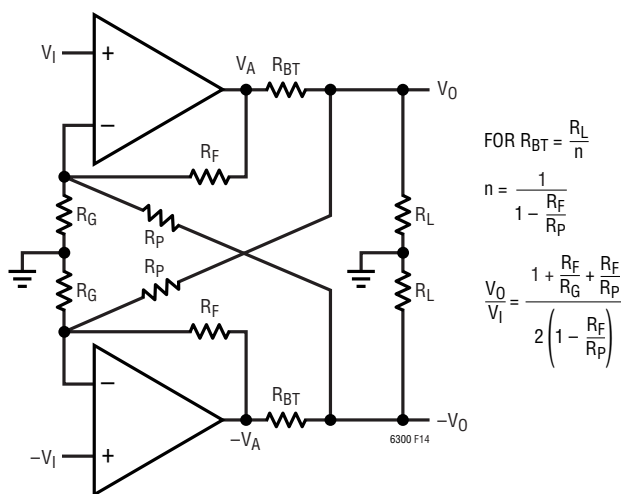 V_I
+
−
V_A
R_BT
V_O
R_F
R_G
R_P
R_P
R_L
R_G
R_L
R_F
−
+
−V_I
−V_A
R_BT
−V_O
6300 F14
FOR R_BT = R_L/n
n = 1/(1 − R_F/R_P)
V_O/V_I = (1 + R_F/R_G + R_F/R_P)/(2(1 − R_F/R_P))